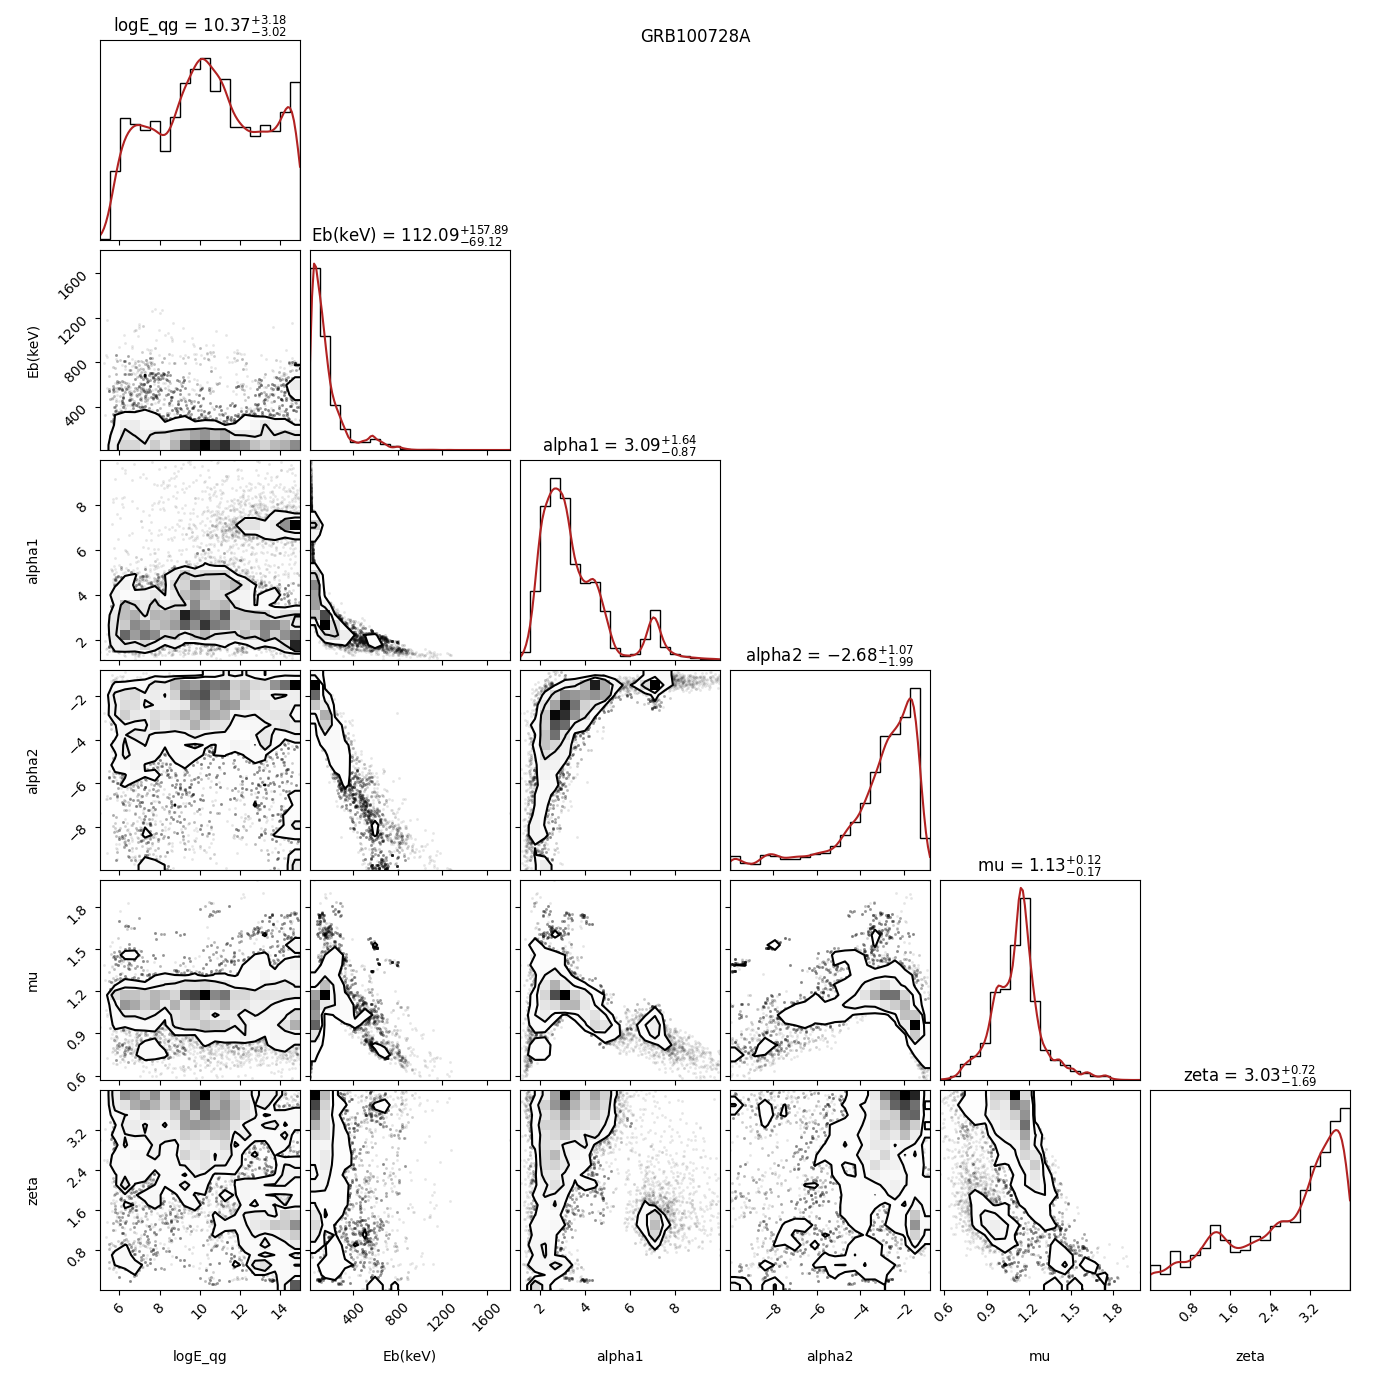 GRB100728A
logE_qg = 10.37+3.18−3.02
Eb(keV) = 112.09+157.89−69.12
1600
1200
800
400
Eb(keV)
alpha1 = 3.09+1.64−0.87
8
6
4
2
alpha1
alpha2 = −2.68+1.07−1.99
−2
−4
−6
−8
alpha2
mu = 1.13+0.12−0.17
1.8
1.5
1.2
0.9
0.6
mu
zeta = 3.03+0.72−1.69
3.2
2.4
1.6
0.8
zeta
6 8 10 12 14
400 800 1200 1600
2 4 6 8
−8 −6 −4 −2
0.6 0.9 1.2 1.5 1.8
0.8 1.6 2.4 3.2
logE_qg
Eb(keV)
alpha1
alpha2
mu
zeta